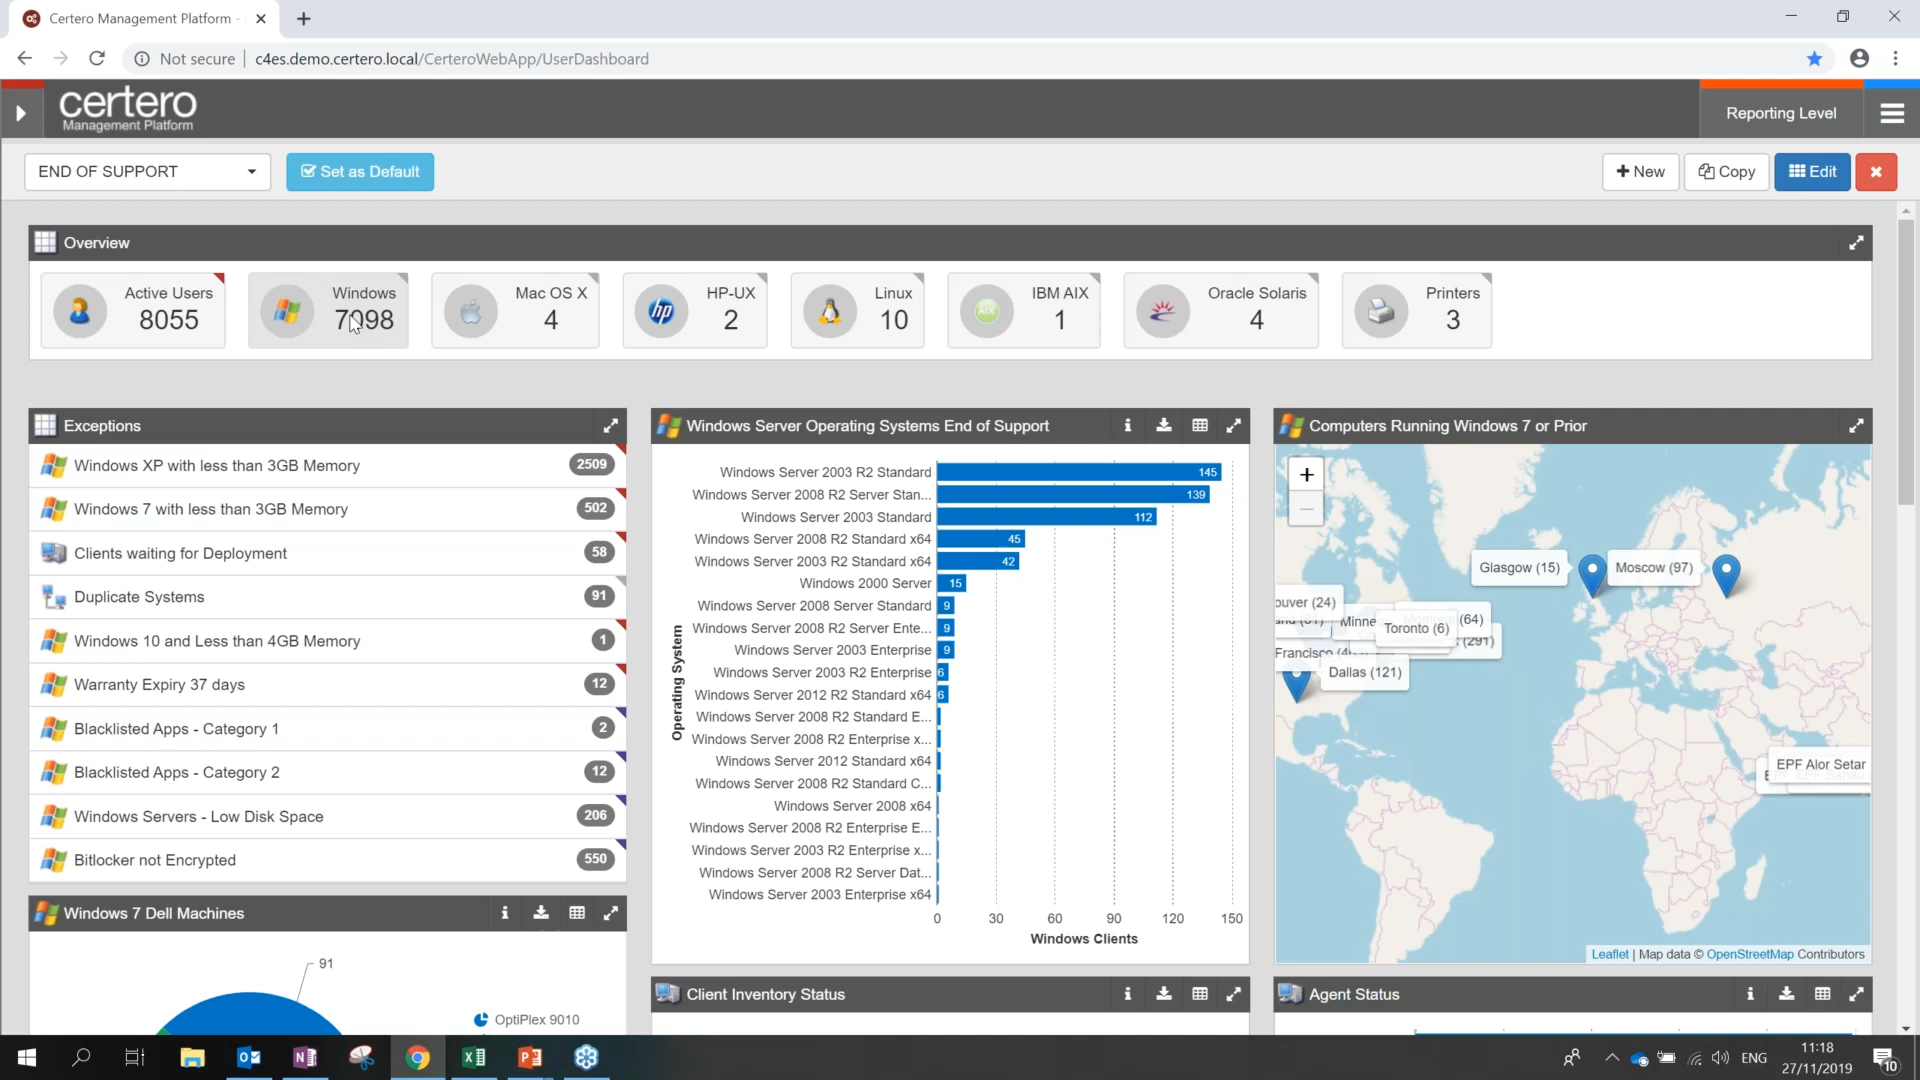 Certero Management Platform -
Not secure
c4es.demo.certero.local/CerteroWebApp/UserDashboard
certero
Management Platform
Reporting Level
END OF SUPPORT
Set as Default
New
Copy
Edit
Overview
Active Users
8055
Windows
7098
Mac OS X
4
HP-UX
2
Linux
10
AIX
IBM AIX
1
Oracle Solaris
4
Printers
3
Exceptions
Windows XP with less than 3GB Memory 2509
Windows 7 with less than 3GB Memory 502
Clients waiting for Deployment 58
Duplicate Systems 91
Windows 10 and Less than 4GB Memory 1
Warranty Expiry 37 days 12
Blacklisted Apps - Category 1 2
Blacklisted Apps - Category 2 12
Windows Servers - Low Disk Space 206
Bitlocker not Encrypted 550
Windows 7 Dell Machines
91
OptiPlex 9010
Windows Server Operating Systems End of Support
Operating System
Windows Server 2003 R2 Standard 145
Windows Server 2008 R2 Server Stan... 139
Windows Server 2003 Standard 112
Windows Server 2008 R2 Standard x64 45
Windows Server 2003 R2 Standard x64 42
Windows 2000 Server 15
Windows Server 2008 Server Standard 9
Windows Server 2008 R2 Server Ente... 9
Windows Server 2003 Enterprise 9
Windows Server 2003 R2 Enterprise 6
Windows Server 2012 R2 Standard x64 6
Windows Server 2008 R2 Standard E...
Windows Server 2008 R2 Enterprise x...
Windows Server 2012 Standard x64
Windows Server 2008 R2 Standard C...
Windows Server 2008 x64
Windows Server 2008 R2 Enterprise E...
Windows Server 2003 R2 Enterprise x...
Windows Server 2008 R2 Server Dat...
Windows Server 2003 Enterprise x64
0 30 60 90 120 150
Windows Clients
Client Inventory Status
Computers Running Windows 7 or Prior
+
−
Glasgow (15)
Moscow (97)
ouver (24)
Minne
(64)
Toronto (6)
(291)
Francisco (4
Dallas (121)
EPF Alor Setar
Leaflet | Map data © OpenStreetMap Contributors
Agent Status
ENG
11:18
27/11/2019
10